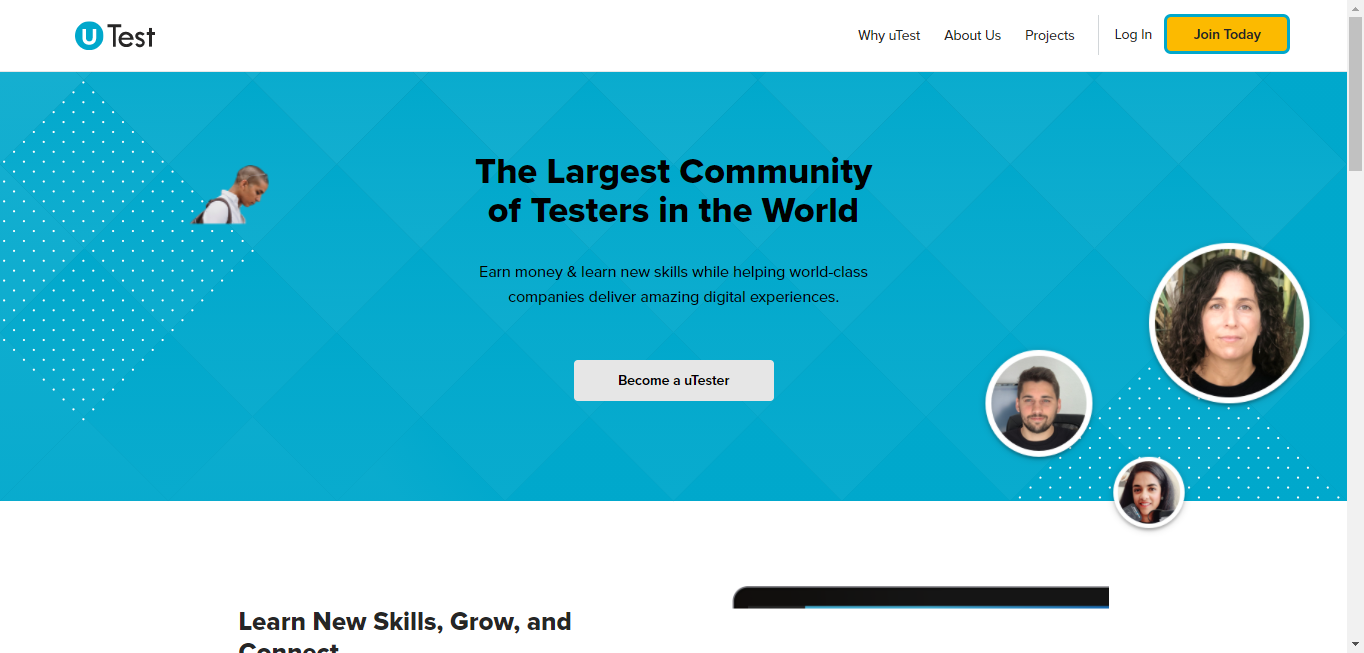 uTest
Why uTest
About Us
Projects
Log In
Join Today
The Largest Community
of Testers in the World
Earn money & learn new skills while helping world-class
companies deliver amazing digital experiences.
Become a uTester
Learn New Skills, Grow, and
Connect